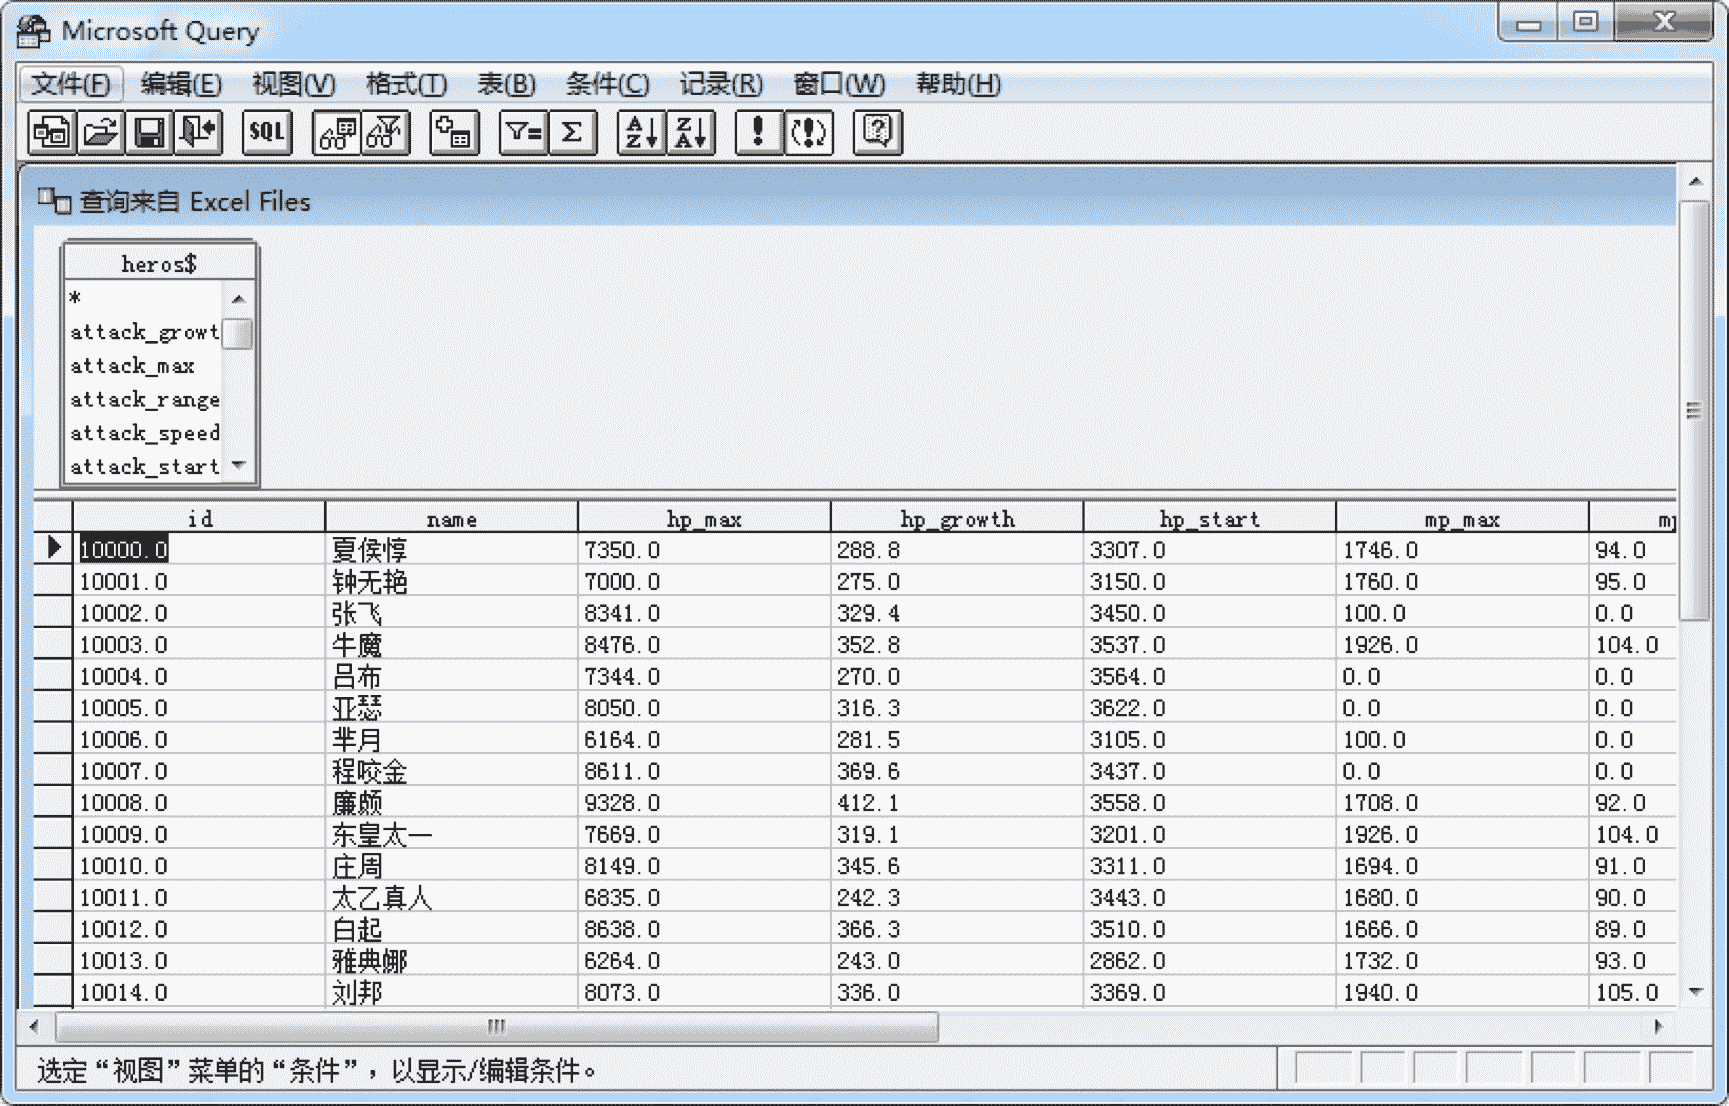 Microsoft Query
文件(F) 编辑(E) 视图(V) 格式(T) 表(B) 条件(C) 记录(R) 窗口(W) 帮助(H)
SQL Σ A Z Z A ! (!) ?
查询来自 Excel Files
heros$
*
attack_growt
attack_max
attack_range
attack_speed
attack_start
id name hp_max hp_growth hp_start mp_max
10000.0 夏侯惇 7350.0 288.8 3307.0 1746.0 94.0
10001.0 钟无艳 7000.0 275.0 3150.0 1760.0 95.0
10002.0 张飞 8341.0 329.4 3450.0 100.0 0.0
10003.0 牛魔 8476.0 352.8 3537.0 1926.0 104.0
10004.0 吕布 7344.0 270.0 3564.0 0.0 0.0
10005.0 亚瑟 8050.0 316.3 3622.0 0.0 0.0
10006.0 芈月 6164.0 281.5 3105.0 100.0 0.0
10007.0 程咬金 8611.0 369.6 3437.0 0.0 0.0
10008.0 廉颇 9328.0 412.1 3558.0 1708.0 92.0
10009.0 东皇太一 7669.0 319.1 3201.0 1926.0 104.0
10010.0 庄周 8149.0 345.6 3311.0 1694.0 91.0
10011.0 太乙真人 6835.0 242.3 3443.0 1680.0 90.0
10012.0 白起 8638.0 366.3 3510.0 1666.0 89.0
10013.0 雅典娜 6264.0 243.0 2862.0 1732.0 93.0
10014.0 刘邦 8073.0 336.0 3369.0 1940.0 105.0
选定“视图”菜单的“条件”，以显示/编辑条件。